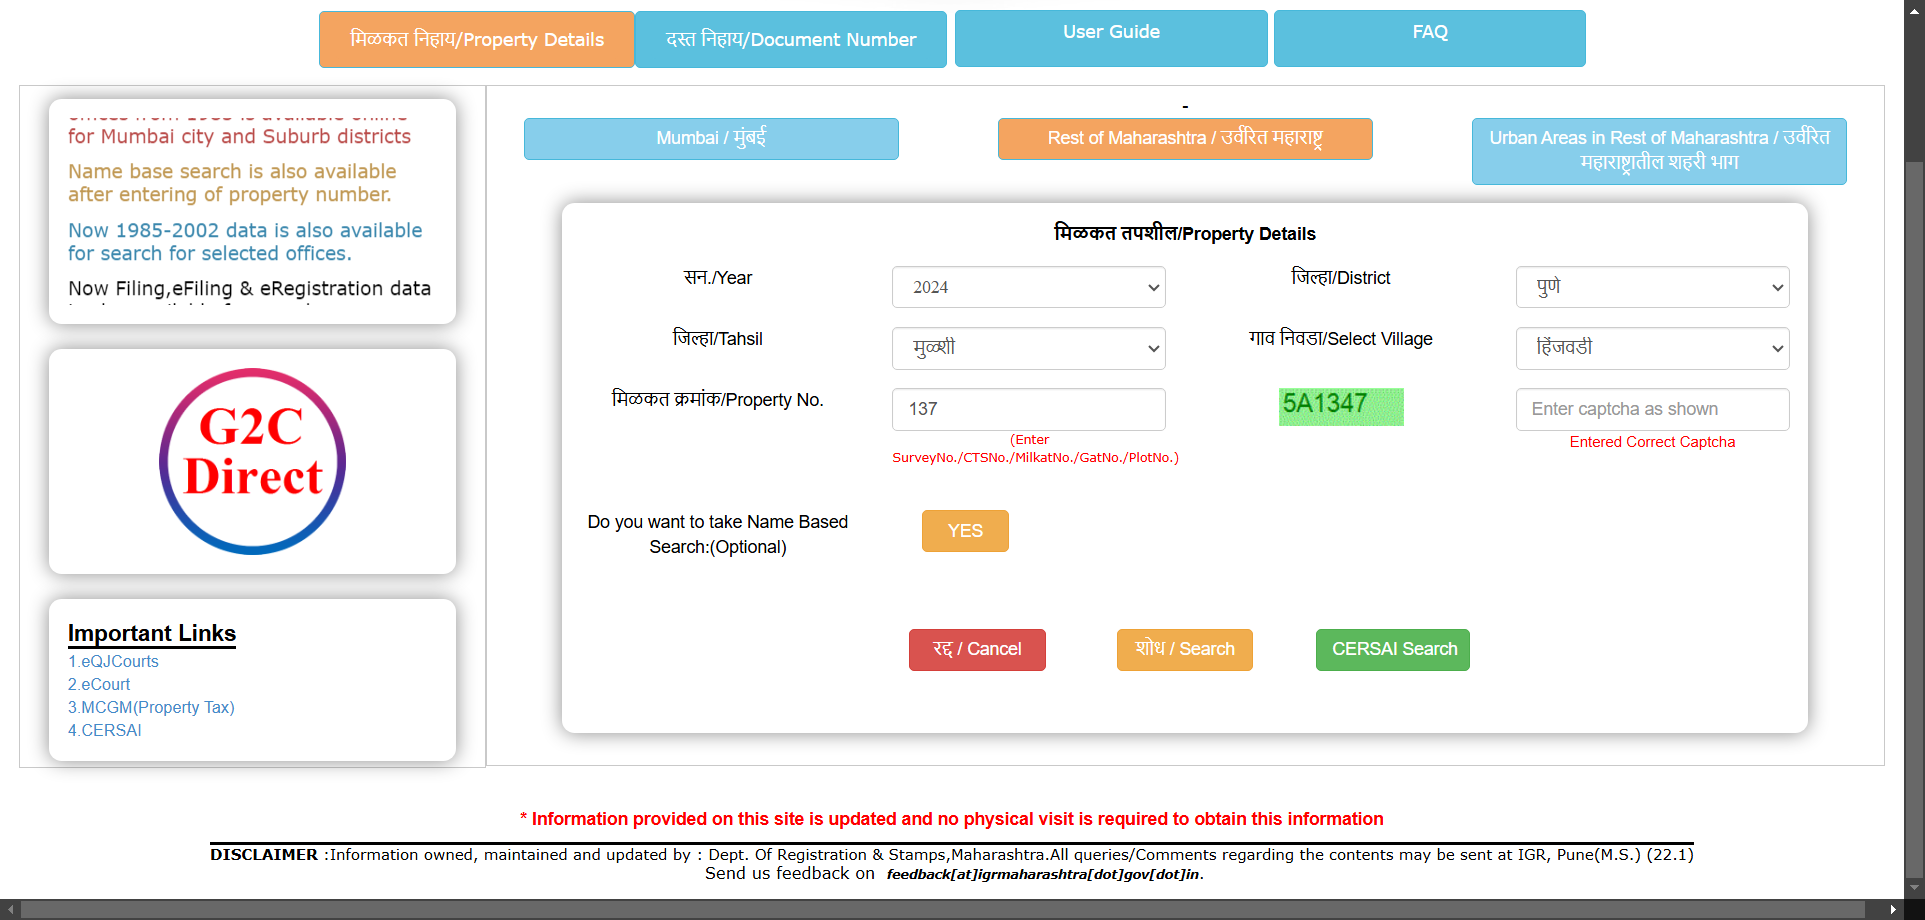 मिळकत निहाय/Property Details
दस्त निहाय/Document Number
User Guide
FAQ
for Mumbai city and Suburb districts
Name base search is also available
after entering of property number.
Now 1985-2002 data is also available
for search for selected offices.
Now Filing,eFiling & eRegistration data
G2C
Direct
Important Links
1.eQJCourts
2.eCourt
3.MCGM(Property Tax)
4.CERSAI
-
Mumbai / मुंबई
Rest of Maharashtra / उर्वरित महाराष्ट्र
Urban Areas in Rest of Maharashtra / उर्वरित
महाराष्ट्रातील शहरी भाग
मिळकत तपशील/Property Details
सन./Year
2024
जिल्हा/District
पुणे
जिल्हा/Tahsil
मुळशी
गाव निवडा/Select Village
हिंजवडी
मिळकत क्रमांक/Property No.
137
(Enter
SurveyNo./CTSNo./MilkatNo./GatNo./PlotNo.)
5A1347
Enter captcha as shown
Entered Correct Captcha
Do you want to take Name Based
Search:(Optional)
YES
रद्द / Cancel
शोध / Search
CERSAI Search
* Information provided on this site is updated and no physical visit is required to obtain this information
DISCLAIMER :Information owned, maintained and updated by : Dept. Of Registration & Stamps,Maharashtra.All queries/Comments regarding the contents may be sent at IGR, Pune(M.S.) (22.1)
Send us feedback on feedback[at]igrmaharashtra[dot]gov[dot]in.